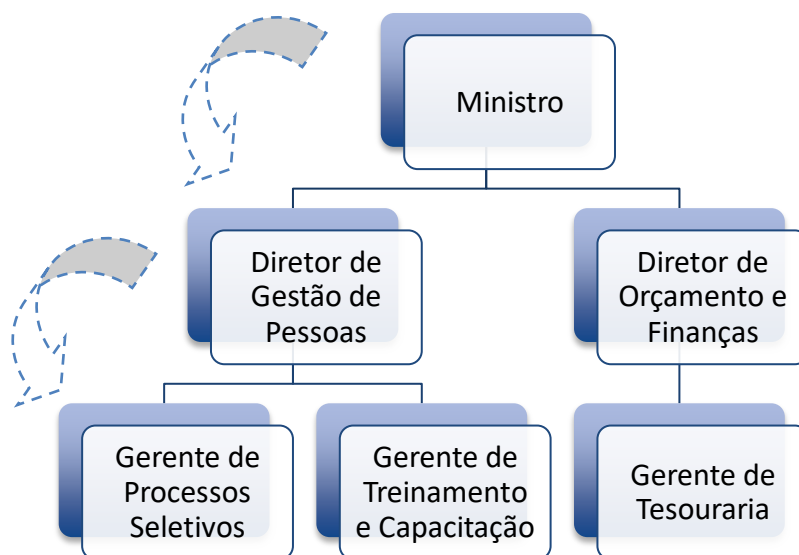 Ministro
Diretor de
Gestão de
Pessoas
Diretor de
Orçamento e
Finanças
Gerente de
Processos
Seletivos
Gerente de
Treinamento
e Capacitação
Gerente de
Tesouraria